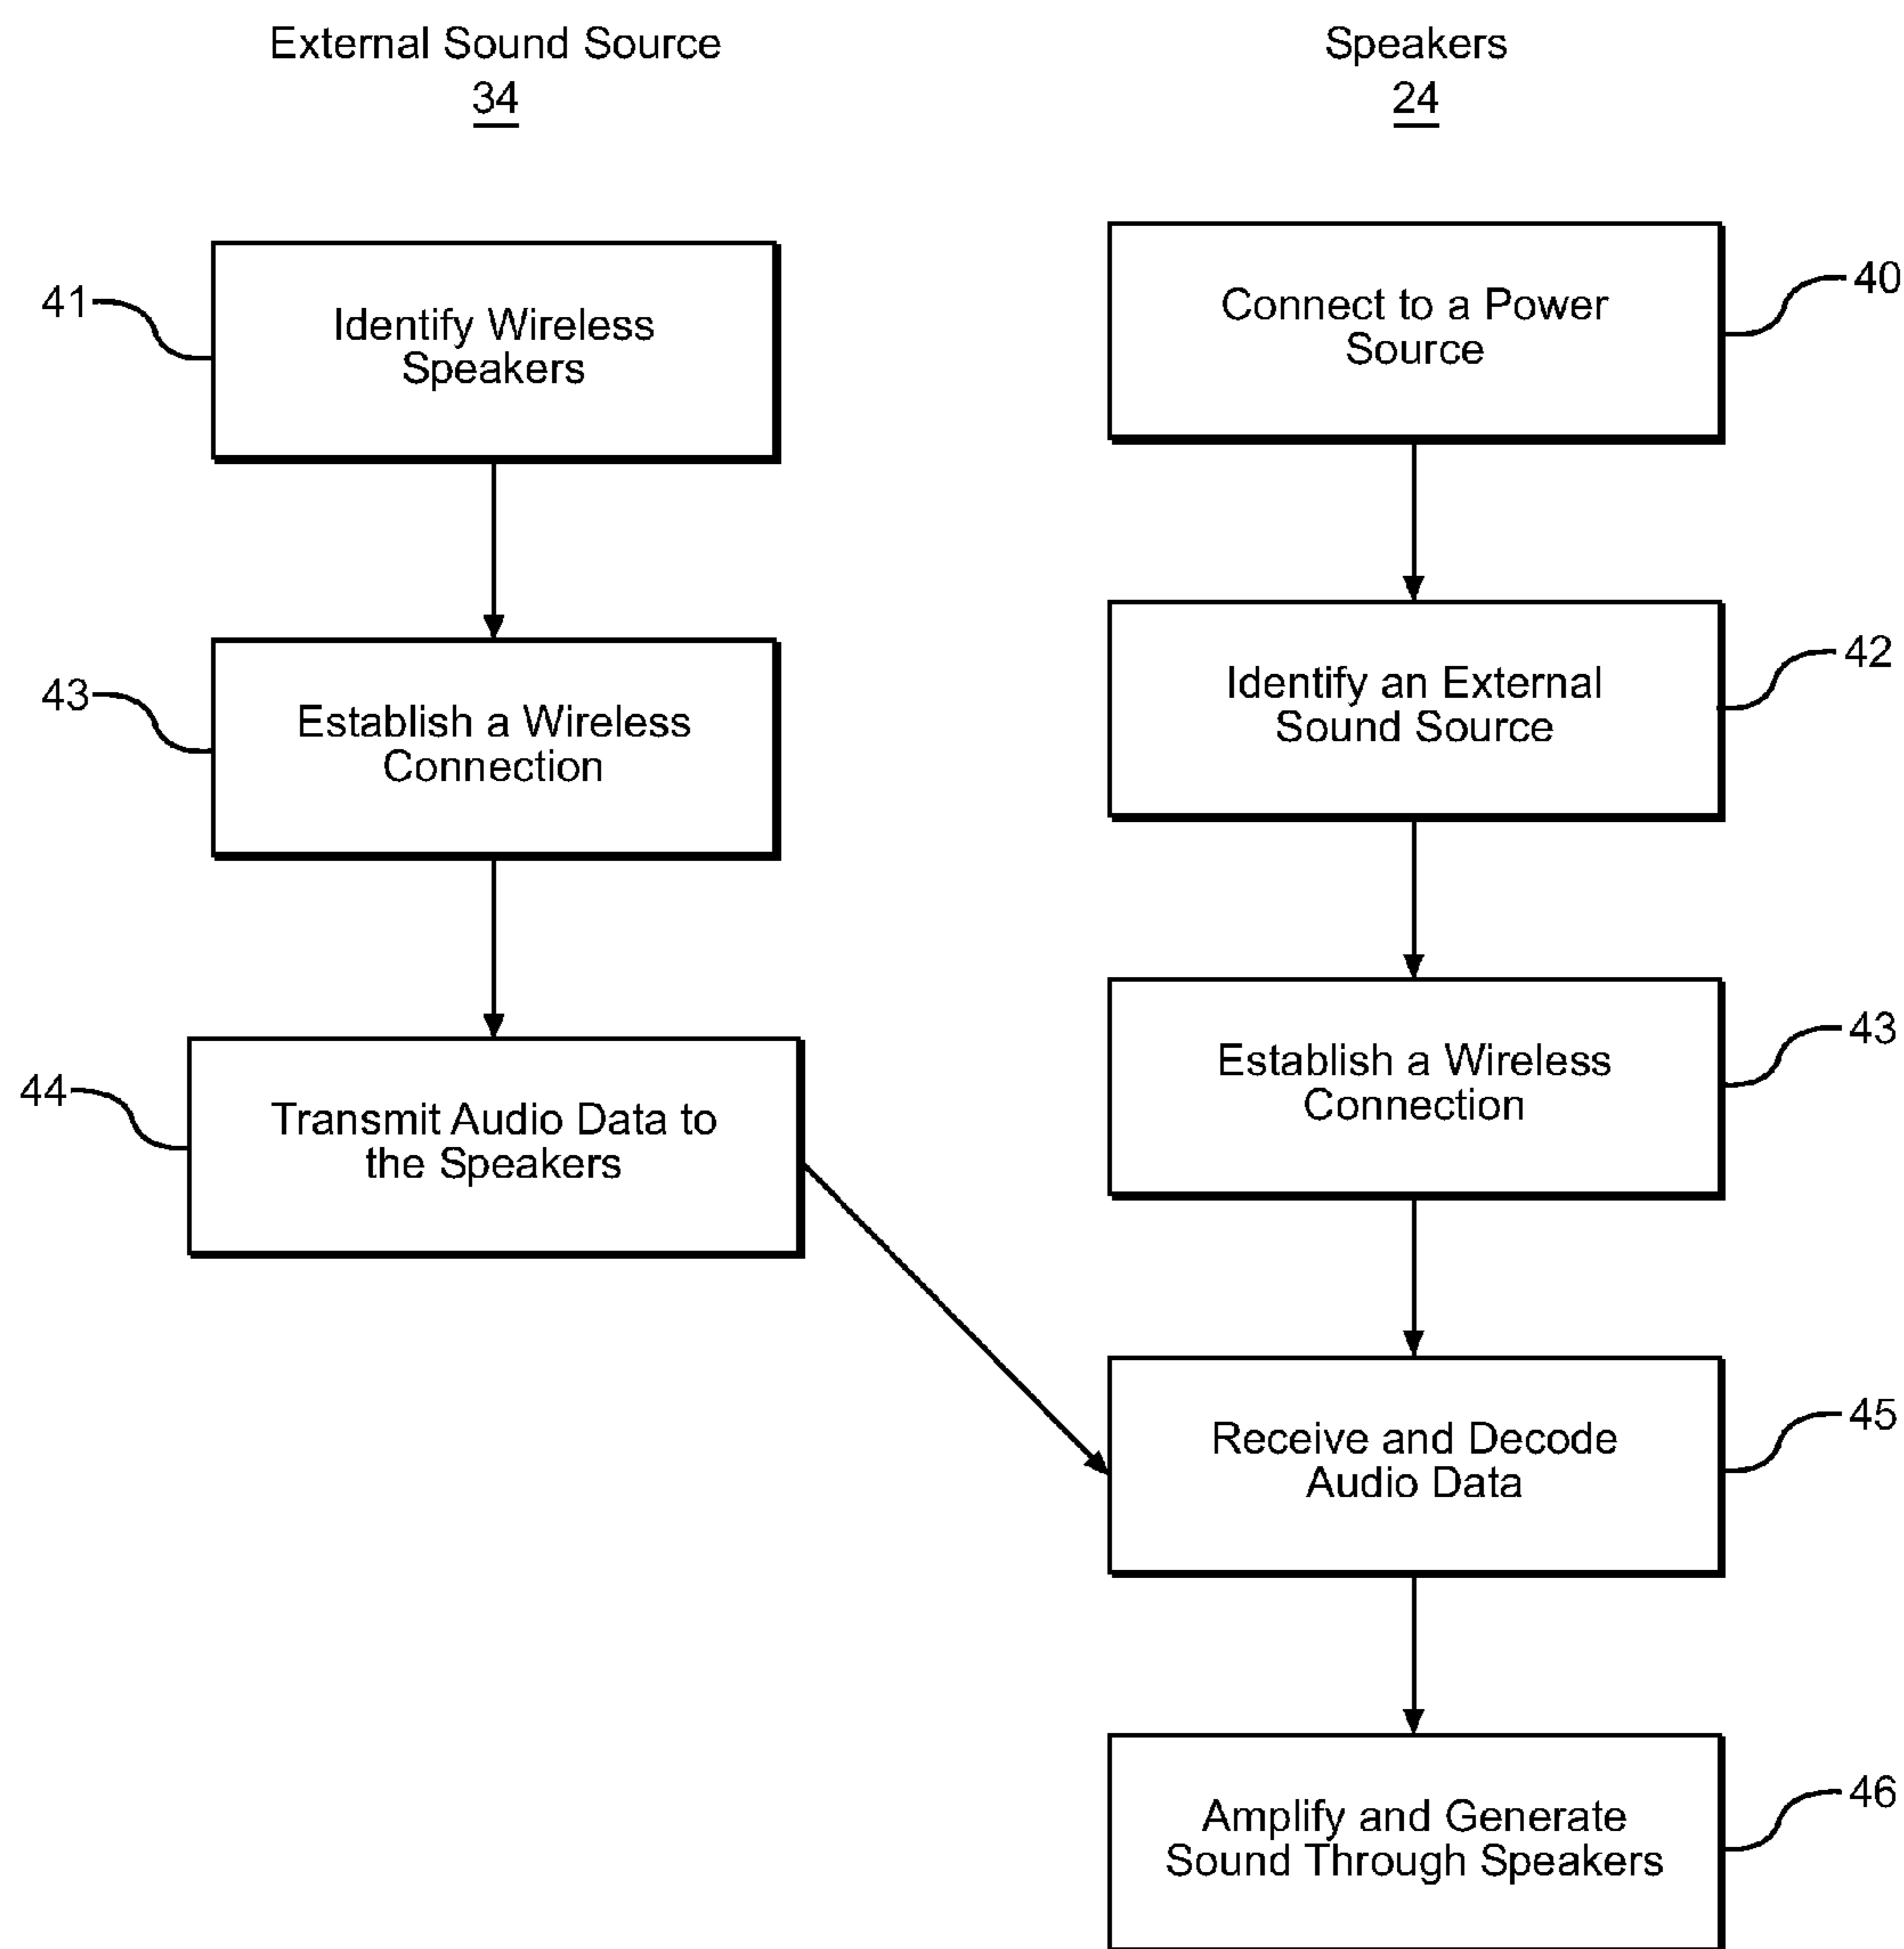 External Sound Source
34
Speakers
24
41
Identify Wireless
Speakers
43
Establish a Wireless
Connection
44
Transmit Audio Data to
the Speakers
Connect to a Power
Source
40
Identify an External
Sound Source
42
Establish a Wireless
Connection
43
Receive and Decode
Audio Data
45
Amplify and Generate
Sound Through Speakers
46